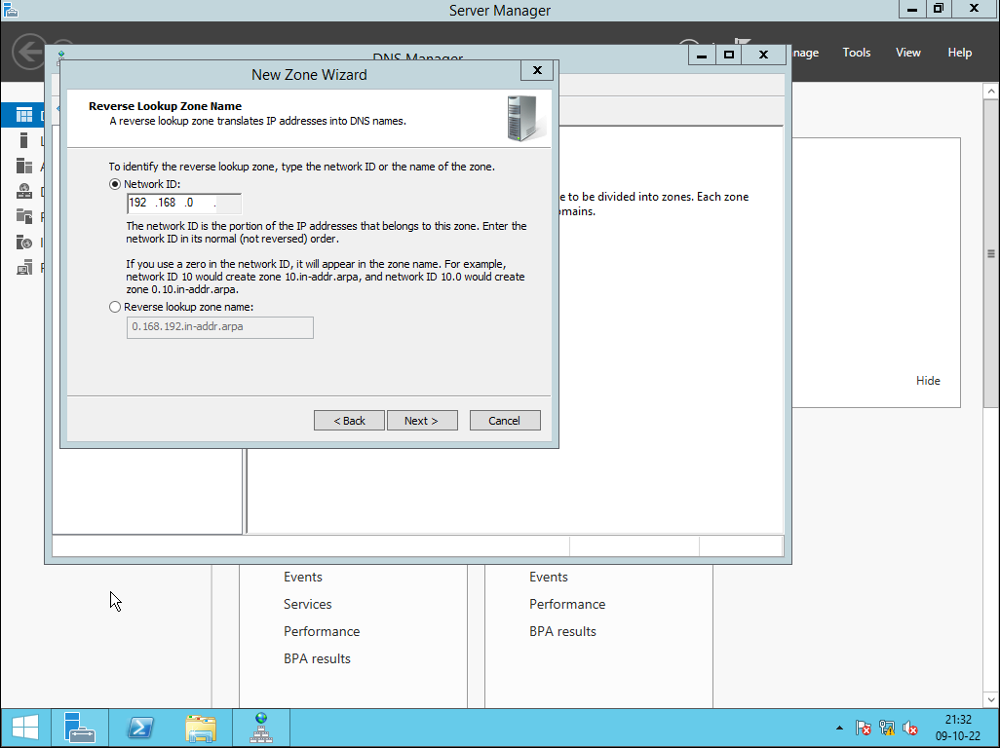 Server Manager
DNS Manager
nage
Tools
View
Help
New Zone Wizard
Reverse Lookup Zone Name
A reverse lookup zone translates IP addresses into DNS names.
To identify the reverse lookup zone, type the network ID or the name of the zone.
Network ID:
192 .168 .0 .
The network ID is the portion of the IP addresses that belongs to this zone. Enter the
network ID in its normal (not reversed) order.
If you use a zero in the network ID, it will appear in the zone name. For example,
network ID 10 would create zone 10.in-addr.arpa, and network ID 10.0 would create
zone 0.10.in-addr.arpa.
Reverse lookup zone name:
0.168.192.in-addr.arpa
< Back
Next >
Cancel
e to be divided into zones. Each zone
omains.
Hide
Events
Services
Performance
BPA results
Events
Performance
BPA results
21:32
09-10-22